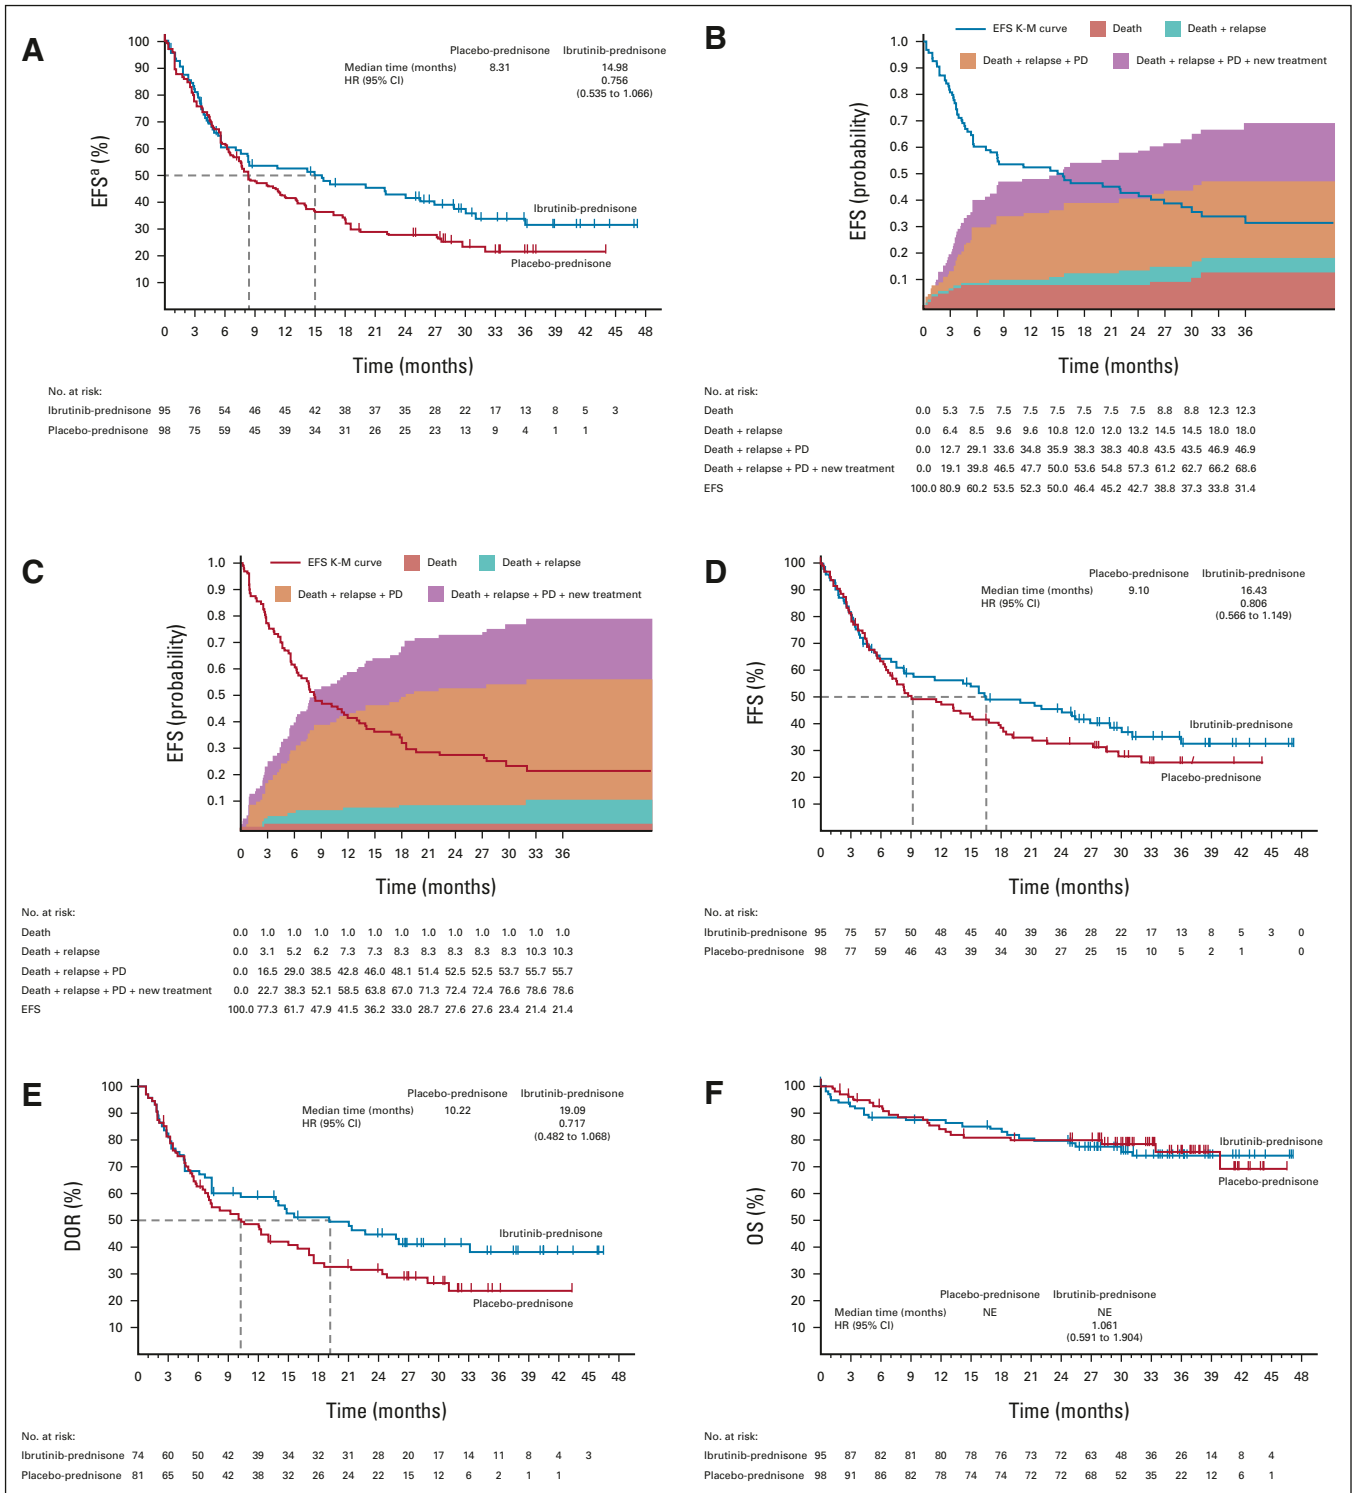 A
Placebo-prednisone Ibrutinib-prednisone
Median time (months) 8.31 14.98
HR (95% CI) 0.756
(0.535 to 1.066)
EFSa (%)
100
90
80
70
60
50
40
30
20
10
Ibrutinib-prednisone
Placebo-prednisone
0 3 6 9 12 15 18 21 24 27 30 33 36 39 42 45 48
Time (months)
No. at risk:
Ibrutinib-prednisone 95 76 54 46 45 42 38 37 35 28 22 17 13 8 5 3
Placebo-prednisone 98 75 59 45 39 34 31 26 25 23 13 9 4 1 1
B
EFS K-M curve Death Death + relapse
Death + relapse + PD Death + relapse + PD + new treatment
EFS (probability)
1.0
0.9
0.8
0.7
0.6
0.5
0.4
0.3
0.2
0.1
0 3 6 9 12 15 18 21 24 27 30 33 36
Time (months)
No. at risk:
Death 0.0 5.3 7.5 7.5 7.5 7.5 7.5 7.5 7.5 8.8 8.8 12.3 12.3
Death + relapse 0.0 6.4 8.5 9.6 9.6 10.8 12.0 12.0 13.2 14.5 14.5 18.0 18.0
Death + relapse + PD 0.0 12.7 29.1 33.6 34.8 35.9 38.3 38.3 40.8 43.5 43.5 46.9 46.9
Death + relapse + PD + new treatment 0.0 19.1 39.8 46.5 47.7 50.0 53.6 54.8 57.3 61.2 62.7 66.2 68.6
EFS 100.0 80.9 60.2 53.5 52.3 50.0 46.4 45.2 42.7 38.8 37.3 33.8 31.4
C
EFS K-M curve Death Death + relapse
Death + relapse + PD Death + relapse + PD + new treatment
EFS (probability)
1.0
0.9
0.8
0.7
0.6
0.5
0.4
0.3
0.2
0.1
0 3 6 9 12 15 18 21 24 27 30 33 36
Time (months)
No. at risk:
Death 0.0 1.0 1.0 1.0 1.0 1.0 1.0 1.0 1.0 1.0 1.0 1.0 1.0
Death + relapse 0.0 3.1 5.2 6.2 7.3 7.3 8.3 8.3 8.3 8.3 8.3 10.3 10.3
Death + relapse + PD 0.0 16.5 29.0 38.5 42.8 46.0 48.1 51.4 52.5 52.5 53.7 55.7 55.7
Death + relapse + PD + new treatment 0.0 22.7 38.3 52.1 58.5 63.8 67.0 71.3 72.4 72.4 76.6 78.6 78.6
EFS 100.0 77.3 61.7 47.9 41.5 36.2 33.0 28.7 27.6 27.6 23.4 21.4 21.4
D
Placebo-prednisone Ibrutinib-prednisone
Median time (months) 9.10 16.43
HR (95% CI) 0.806
(0.566 to 1.149)
FFS (%)
100
90
80
70
60
50
40
30
20
10
Ibrutinib-prednisone
Placebo-prednisone
0 3 6 9 12 15 18 21 24 27 30 33 36 39 42 45 48
Time (months)
No. at risk:
Ibrutinib-prednisone 95 75 57 50 48 45 40 39 36 28 22 17 13 8 5 3 0
Placebo-prednisone 98 77 59 46 43 39 34 30 27 25 15 10 5 2 1 0
E
Placebo-prednisone Ibrutinib-prednisone
Median time (months) 10.22 19.09
HR (95% CI) 0.717
(0.482 to 1.068)
DOR (%)
100
90
80
70
60
50
40
30
20
10
Ibrutinib-prednisone
Placebo-prednisone
0 3 6 9 12 15 18 21 24 27 30 33 36 39 42 45 48
Time (months)
No. at risk:
Ibrutinib-prednisone 74 60 50 42 39 34 32 31 28 20 17 14 11 8 4 3
Placebo-prednisone 81 65 50 42 38 32 26 24 22 15 12 6 2 1 1
F
OS (%)
100
90
80
70
60
50
40
30
20
10
Ibrutinib-prednisone
Placebo-prednisone
Placebo-prednisone Ibrutinib-prednisone
Median time (months) NE NE
HR (95% CI) 1.061
(0.591 to 1.904)
0 3 6 9 12 15 18 21 24 27 30 33 36 39 42 45 48
Time (months)
No. at risk:
Ibrutinib-prednisone 95 87 82 81 80 78 76 73 72 63 48 36 26 14 8 4
Placebo-prednisone 98 91 86 82 78 74 74 72 72 68 52 35 22 12 6 1